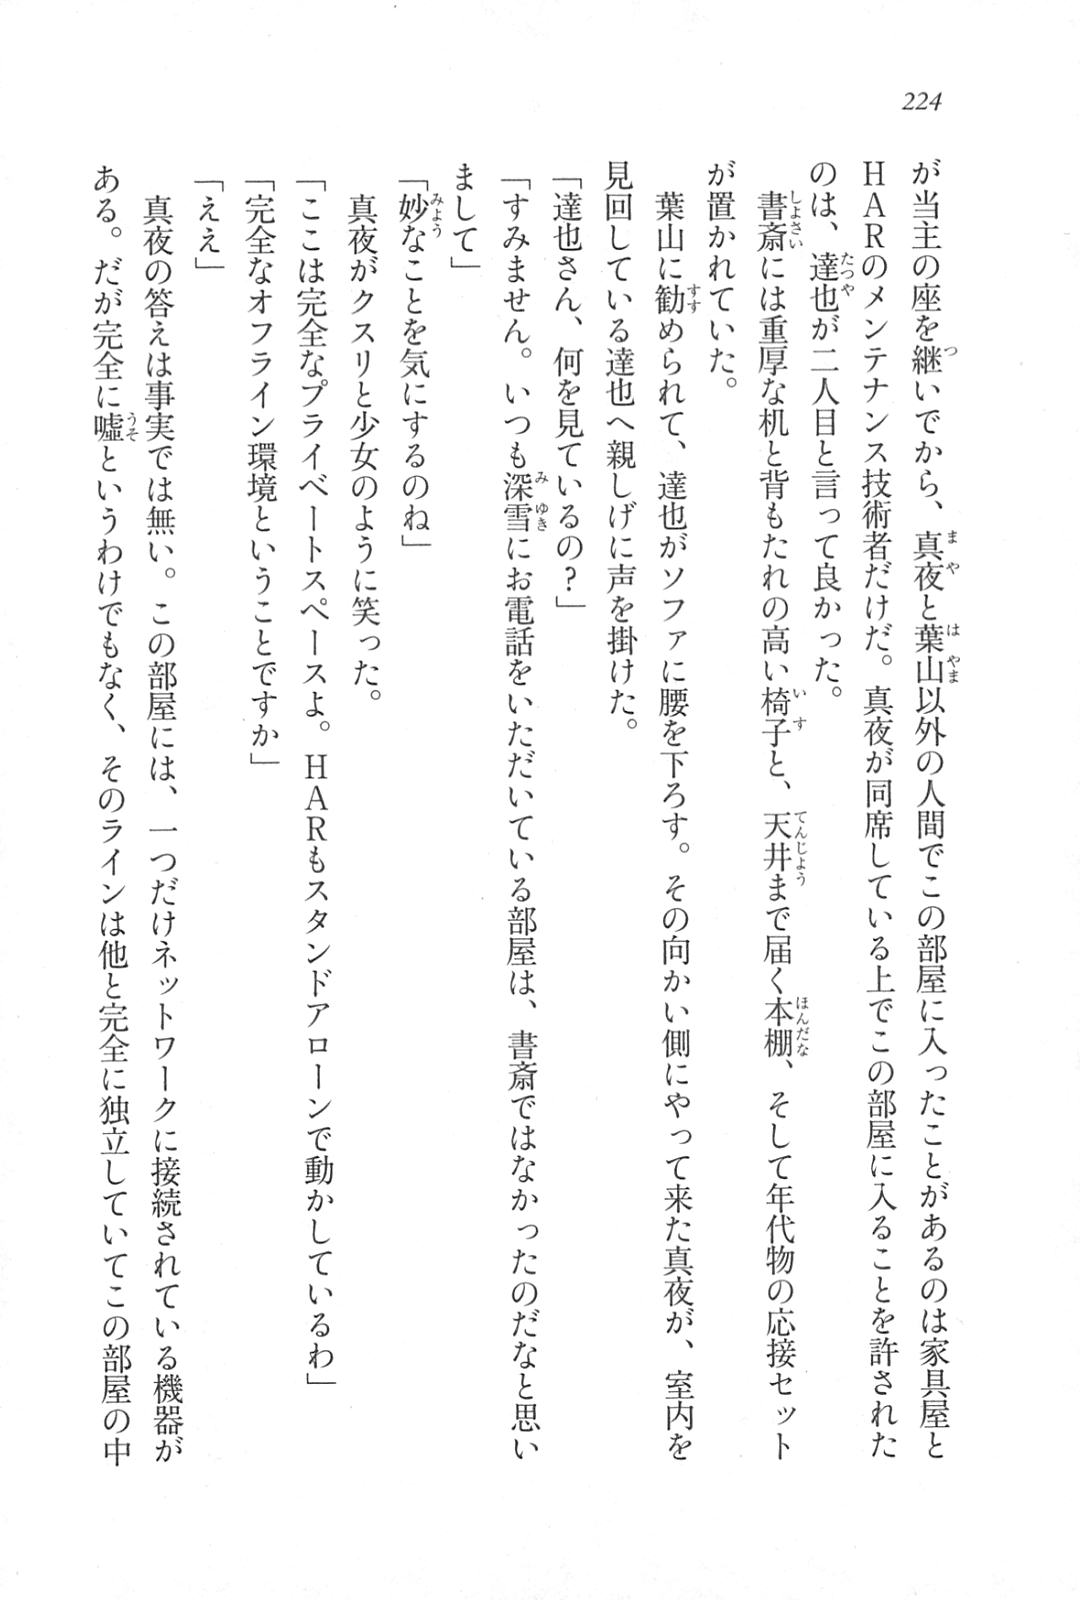 224
が当主の座を継いでから、真夜と葉山以外の人間でこの部屋に入ったことがあるのは家具屋と
HARのメンテナンス技術者だけだ。真夜が同席している上でこの部屋に入ることを許された
のは、達也が二人目と言って良かった。
　書斎には重厚な机と背もたれの高い椅子と、天井まで届く本棚、そして年代物の応接セット
が置かれていた。
　葉山に勧められて、達也がソファに腰を下ろす。その向かい側にやって来た真夜が、室内を
見回している達也へ親しげに声を掛けた。
「達也さん、何を見ているの？」
「すみません。いつも深雪にお電話をいただいている部屋は、書斎ではなかったのだなと思い
まして」
「妙なことを気にするのね」
　真夜がクスリと少女のように笑った。
「ここは完全なプライベートスペースよ。HARもスタンドアローンで動かしているわ」
「完全なオフライン環境ということですか」
「ええ」
　真夜の答えは事実では無い。この部屋には、一つだけネットワークに接続されている機器が
ある。だが完全に嘘というわけでもなく、そのラインは他と完全に独立していてこの部屋の中